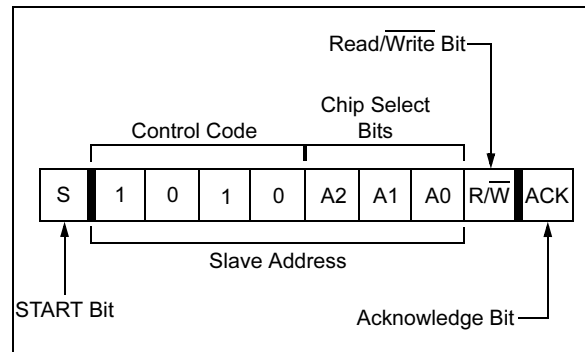 Read/Write Bit
Chip Select
Control Code Bits
S 1 0 1 0 A2 A1 A0 R/W ACK
Slave Address
START Bit
Acknowledge Bit